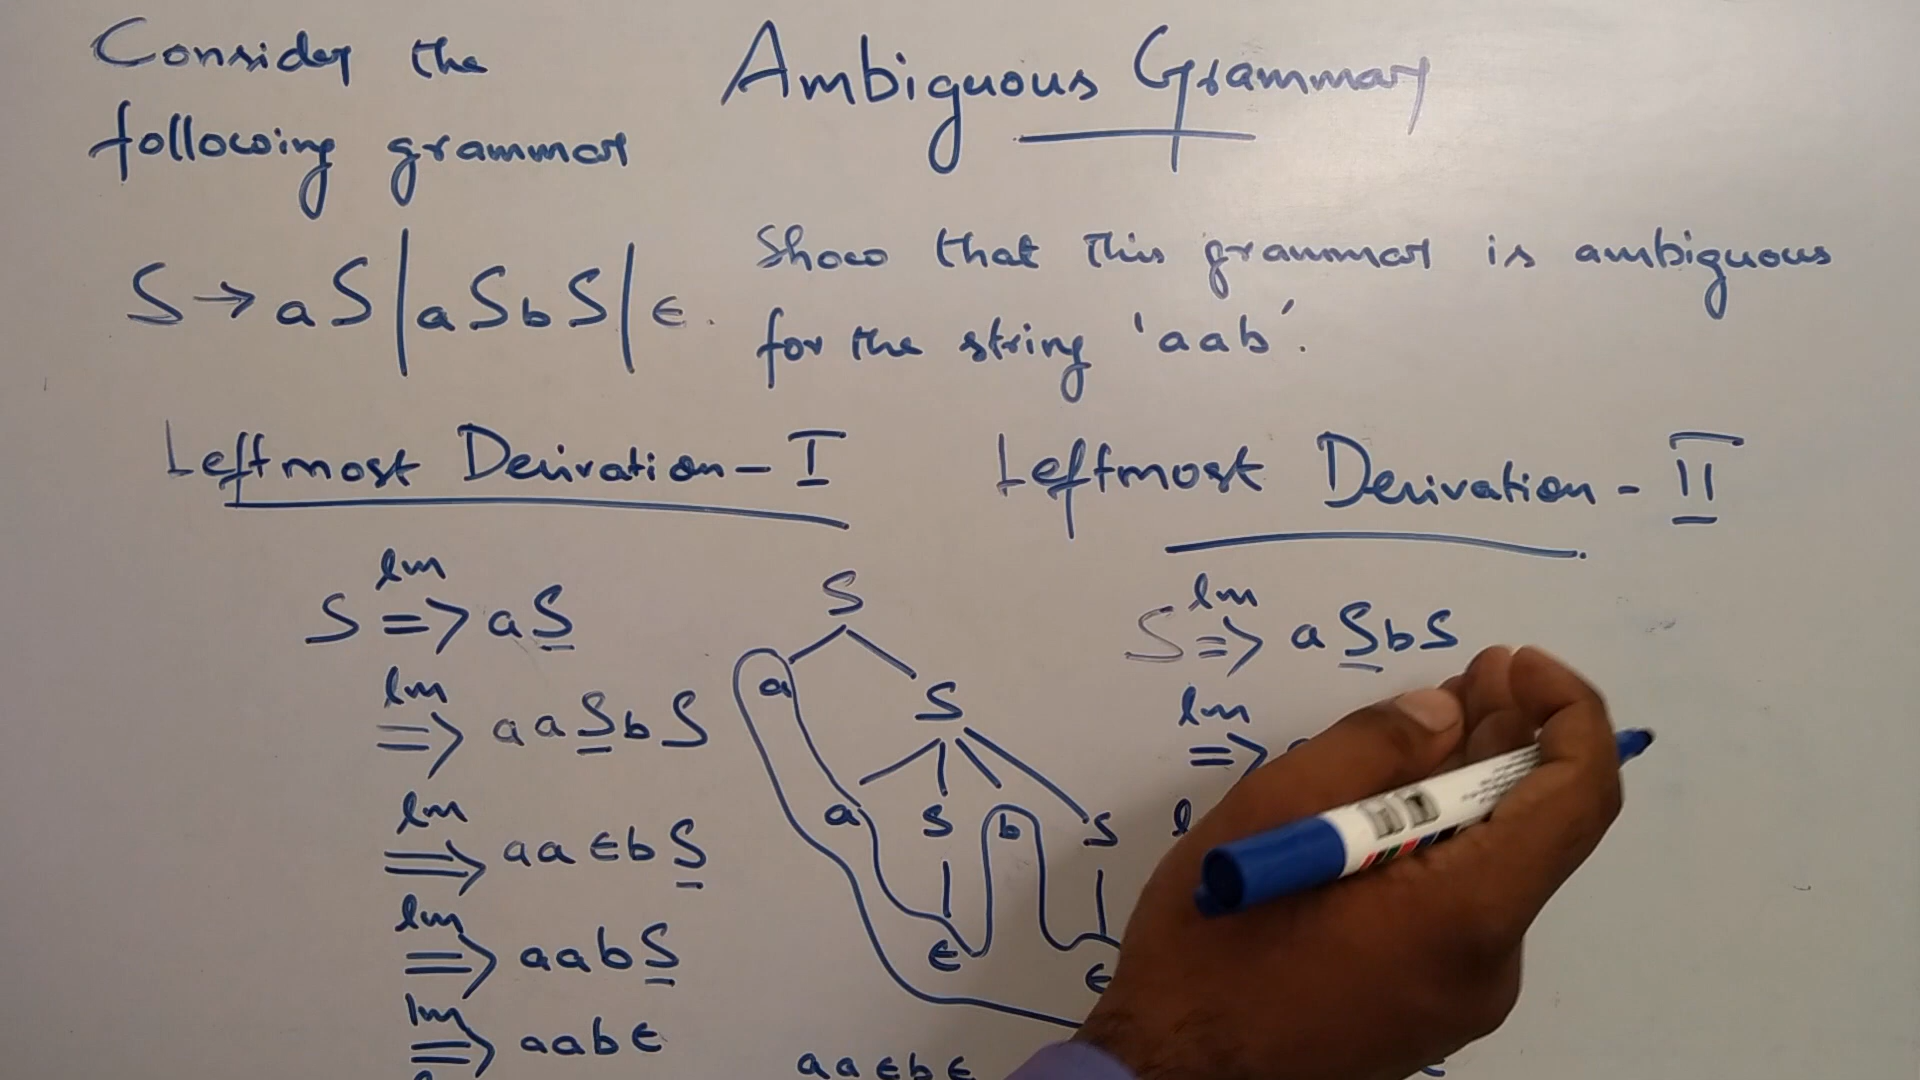 Consider the
following grammar
Ambiguous Grammar
S → aS | aSbS | ϵ.
Show that this grammar is ambiguous
for the string 'aab'.
Leftmost Derivation - I
lm
S => aS
lm
=> aaSbS
lm
=> aaϵbS
lm
=> aabS
lm
=> aabϵ
S
a S
a S b S
ϵ ϵ
aaϵbϵ
Leftmost Derivation - II
lm
S => aSbS
lm
=>